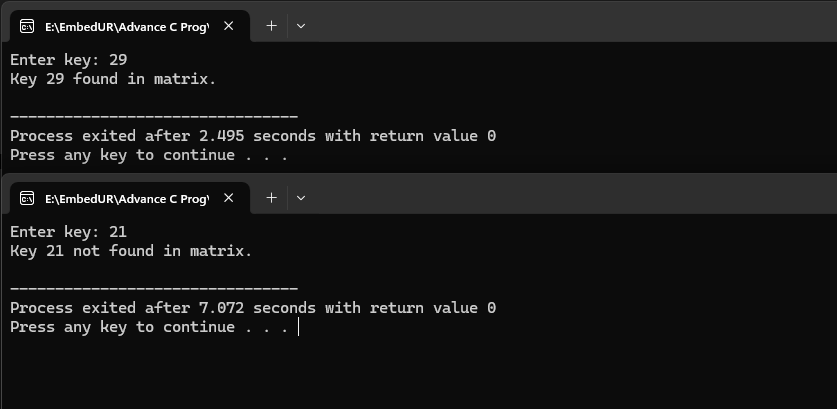 E:\EmbedUR\Advance C Prog\
Enter key: 29
Key 29 found in matrix.
--------------------------------
Process exited after 2.495 seconds with return value 0
Press any key to continue . . .
E:\EmbedUR\Advance C Prog\
Enter key: 21
Key 21 not found in matrix.
--------------------------------
Process exited after 7.072 seconds with return value 0
Press any key to continue . . .